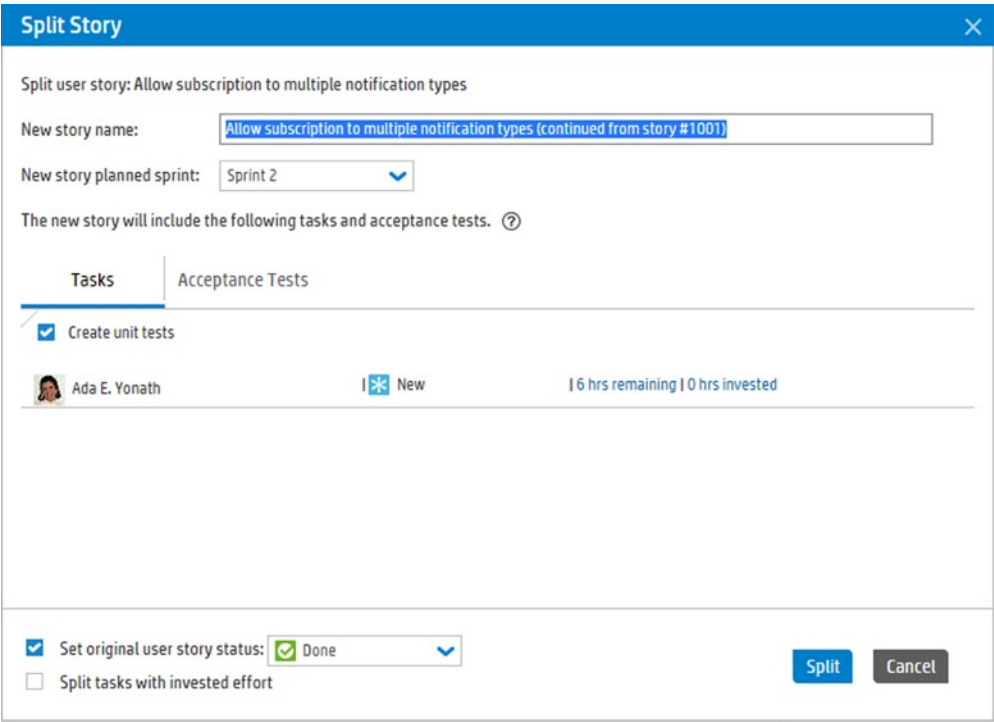 Split Story
Split user story: Allow subscription to multiple notification types
New story name: Allow subscription to multiple notification types (continued from story #1001)
New story planned sprint: Sprint 2
The new story will include the following tasks and acceptance tests. ?
Tasks Acceptance Tests
Create unit tests
Ada E. Yonath | New | 6 hrs remaining | 0 hrs invested
Set original user story status: Done
Split tasks with invested effort
Split Cancel